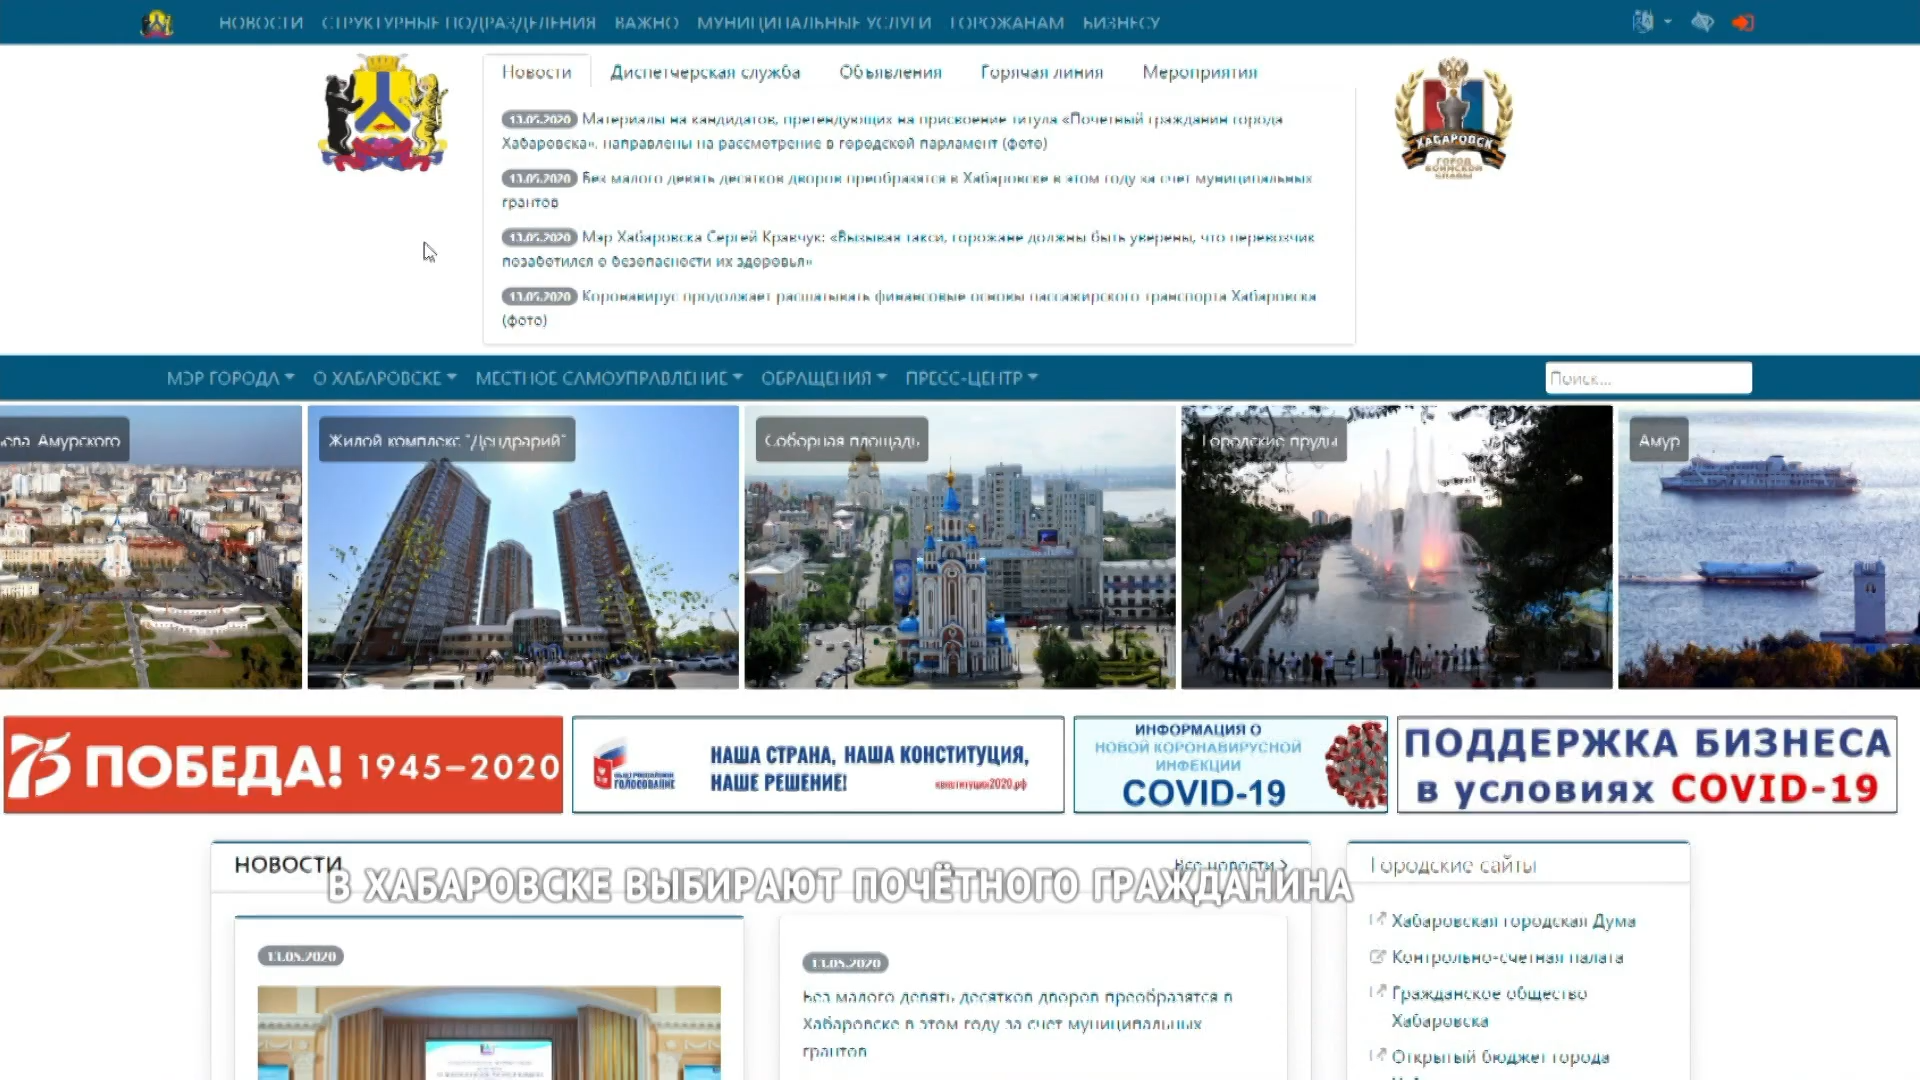 НОВОСТИ СТРУКТУРНЫЕ ПОДРАЗДЕЛЕНИЯ ВАЖНО МУНИЦИПАЛЬНЫЕ УСЛУГИ ГОРОЖАНАМ БИЗНЕСУ
Новости Диспетчерская служба Объявления Горячая линия Мероприятия
13.05.2020 Материалы на кандидатов, претендующих на присвоение титула «Почетный гражданин города
Хабаровска», направлены на рассмотрение в городской парламент (фото)
13.05.2020 Без малого девять десятков дворов преобразятся в Хабаровске в этом году за счет муниципальных
грантов
13.05.2020 Мэр Хабаровска Сергей Кравчук: «Вызывая такси, горожане должны быть уверены, что перевозчик
позаботился о безопасности их здоровья»
13.05.2020 Коронавирус продолжает расшатывать финансовые основы пассажирского транспорта Хабаровска
(фото)
ХАБАРОВСК
ГОРОД
ВОИНСКОЙ
СЛАВЫ
МЭР ГОРОДА О ХАБАРОВСКЕ МЕСТНОЕ САМОУПРАВЛЕНИЕ ОБРАЩЕНИЯ ПРЕСС-ЦЕНТР Поиск...
Амурского
Жилой комплекс "Дендрарий"
Соборная площадь
Городские пруды
Амур
75 ПОБЕДА! 1945–2020
ОБЩЕРОССИЙСКОЕ
ГОЛОСОВАНИЕ
НАША СТРАНА, НАША КОНСТИТУЦИЯ,
НАШЕ РЕШЕНИЕ!
конституция2020.рф
ИНФОРМАЦИЯ О
НОВОЙ КОРОНАВИРУСНОЙ
ИНФЕКЦИИ
COVID-19
ПОДДЕРЖКА БИЗНЕСА
в условиях COVID-19
НОВОСТИ
Все новости
В ХАБАРОВСКЕ ВЫБИРАЮТ ПОЧЁТНОГО ГРАЖДАНИНА
13.05.2020
13.05.2020
Без малого девять десятков дворов преобразятся в
Хабаровске в этом году за счет муниципальных
грантов
Городские сайты
Хабаровская городская Дума
Контрольно-счетная палата
Гражданское общество
Хабаровска
Открытый бюджет города